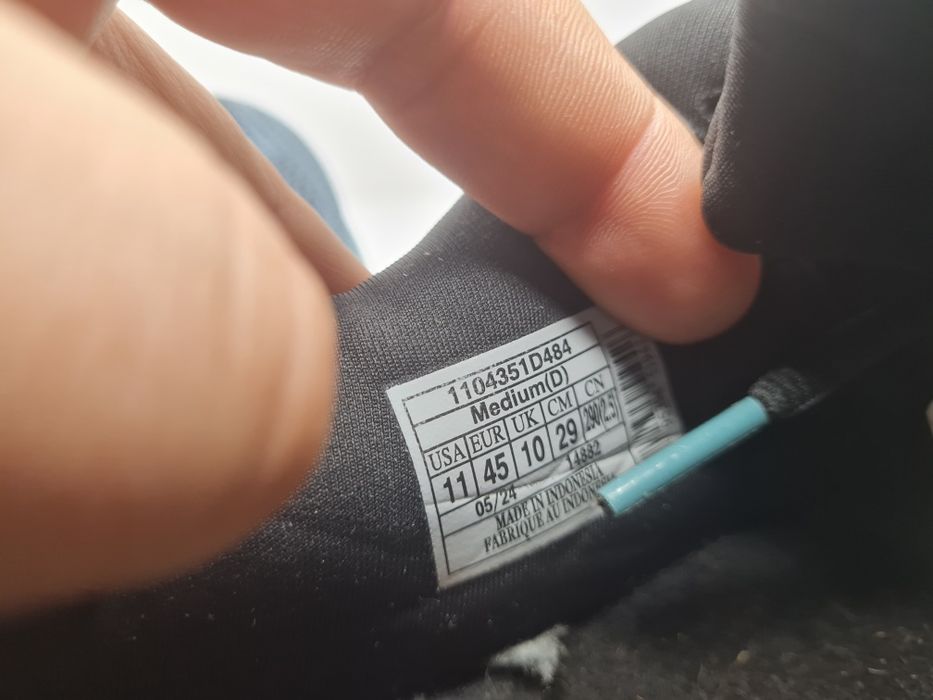 1104351D484
Medium(D)
USA EUR UK CM CN
11 45 10 29 290(2.5)
05/24 14882
MADE IN INDONESIA
FABRIQUE AU INDONESIE